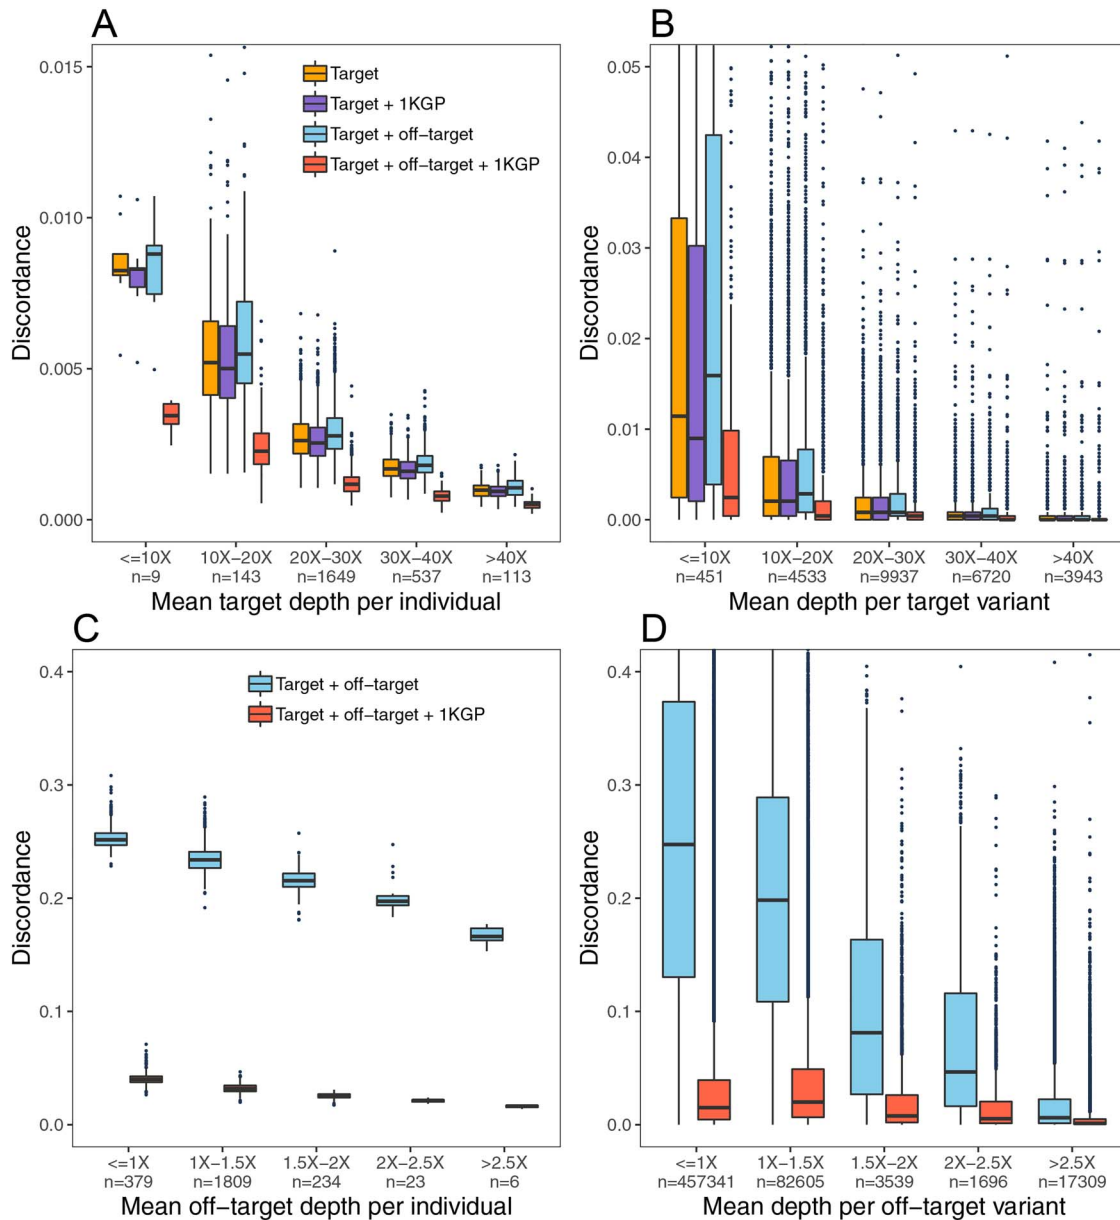 A
B
0.015
0.010
0.005
0.000
Discordance
Target
Target + 1KGP
Target + off−target
Target + off−target + 1KGP
<=10X
10X−20X
20X−30X
30X−40X
>40X
n=9
n=143
n=1649
n=537
n=113
Mean target depth per individual
0.05
0.04
0.03
0.02
0.01
0.00
Discordance
<=10X
10X−20X
20X−30X
30X−40X
>40X
n=451
n=4533
n=9937
n=6720
n=3943
Mean depth per target variant
C
D
0.4
0.3
0.2
0.1
0.0
Discordance
Target + off−target
Target + off−target + 1KGP
<=1X
1X−1.5X
1.5X−2X
2X−2.5X
>2.5X
n=379
n=1809
n=234
n=23
n=6
Mean off−target depth per individual
0.4
0.3
0.2
0.1
0.0
Discordance
<=1X
1X−1.5X
1.5X−2X
2X−2.5X
>2.5X
n=457341
n=82605
n=3539
n=1696
n=17309
Mean depth per off−target variant